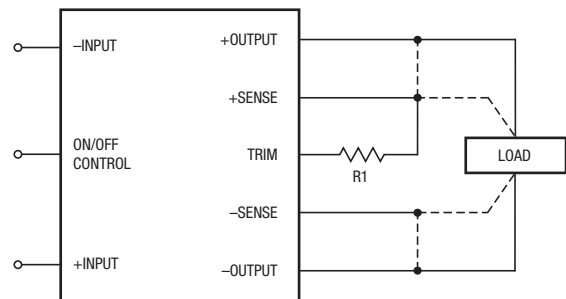 –INPUT
+OUTPUT
+SENSE
ON/OFF
CONTROL
TRIM
R1
LOAD
–SENSE
+INPUT
–OUTPUT